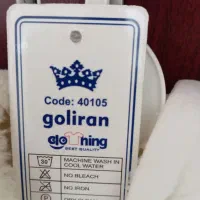 Code: 40105
goliran
clothing
BEST QUALITY
30°
MACHINE WASH IN
COOL WATER
NO BLEACH
NO IRON
P